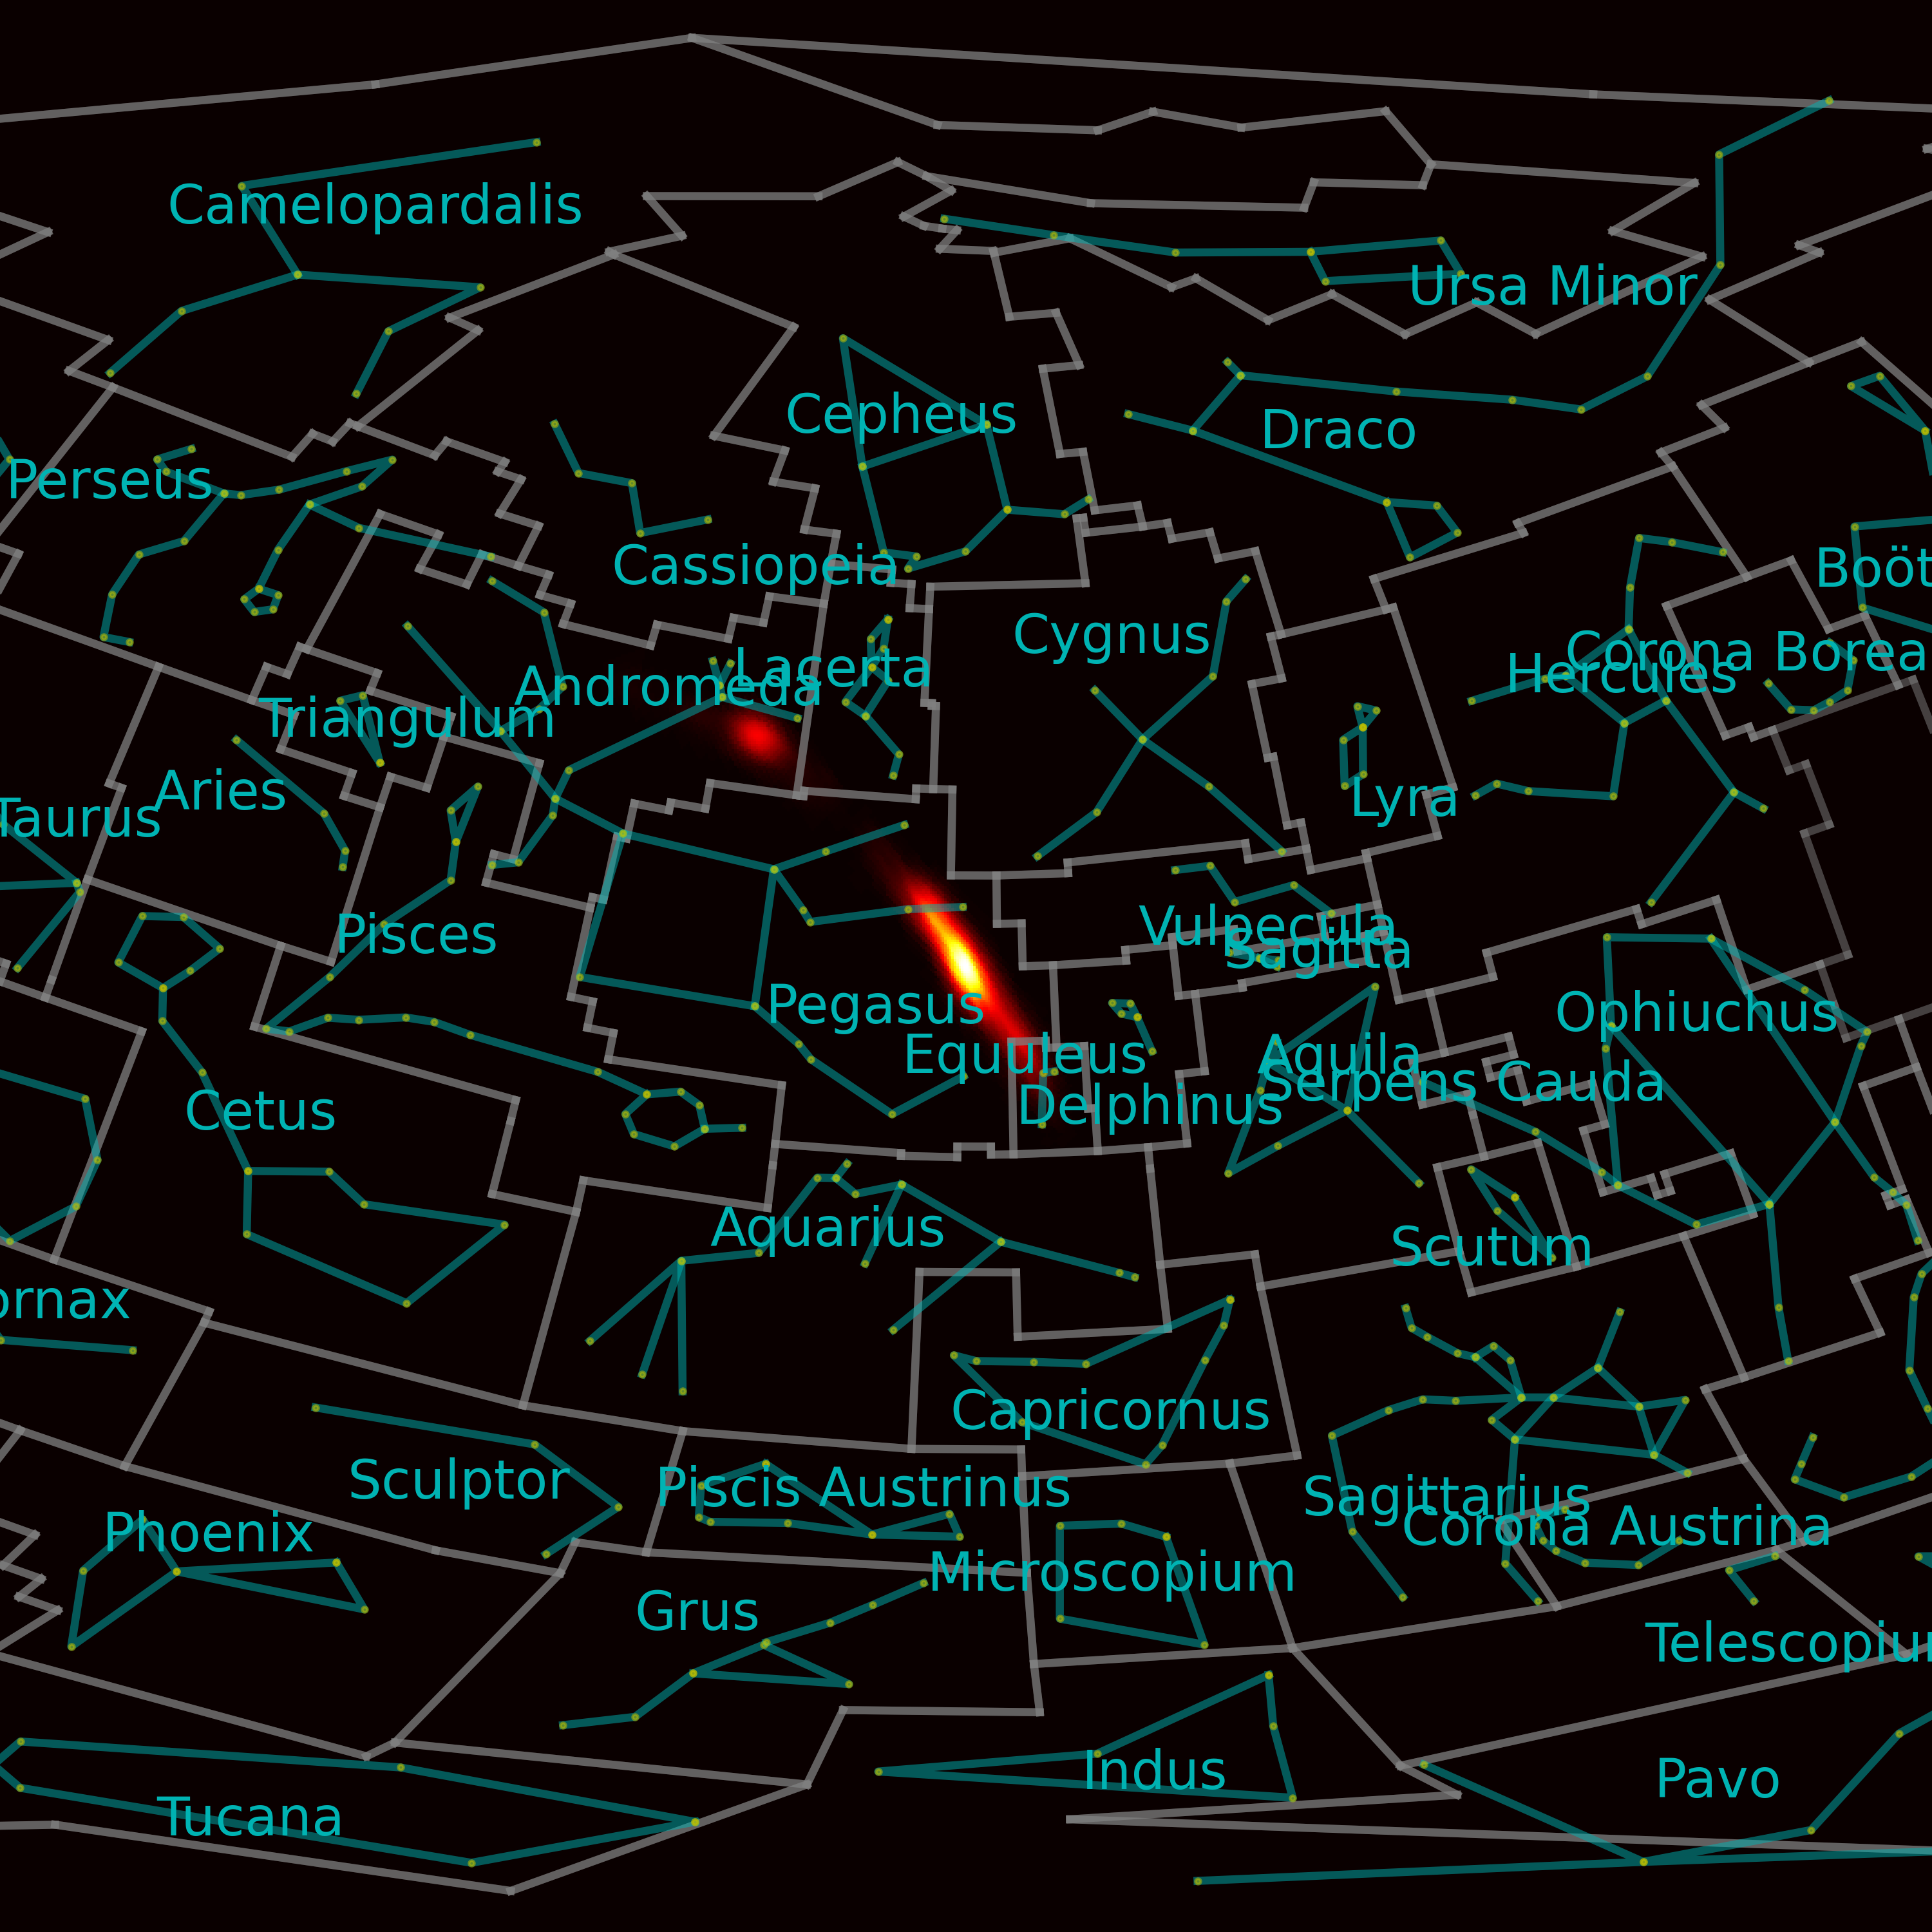 Camelopardalis
Ursa Minor
Cepheus
Draco
Perseus
Cassiopeia
Boöt
Cygnus
Corona Borea
Lacerta
Hercules
Andromeda
Triangulum
Aries
Lyra
Taurus
Pisces
Vulpecula
Sagitta
Pegasus
Ophiuchus
Equuleus
Aquila
Serpens Cauda
Cetus
Delphinus
Aquarius
Scutum
ornax
Capricornus
Sculptor
Piscis Austrinus
Sagittarius
Phoenix
Corona Austrina
Microscopium
Grus
Telescopiu
Indus
Pavo
Tucana